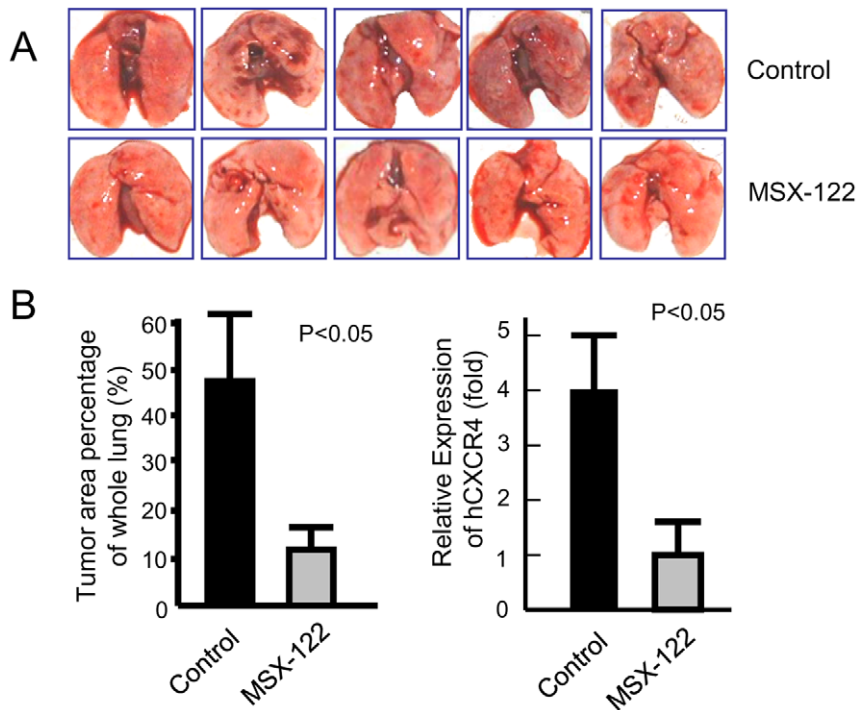 A
Control
MSX-122
B
Tumor area percentage
of whole lung (%)
60
50
40
30
20
10
0
P<0.05
Control
MSX-122
Relative Expression
of hCXCR4 (fold)
5
4
3
2
1
0
P<0.05
Control
MSX-122